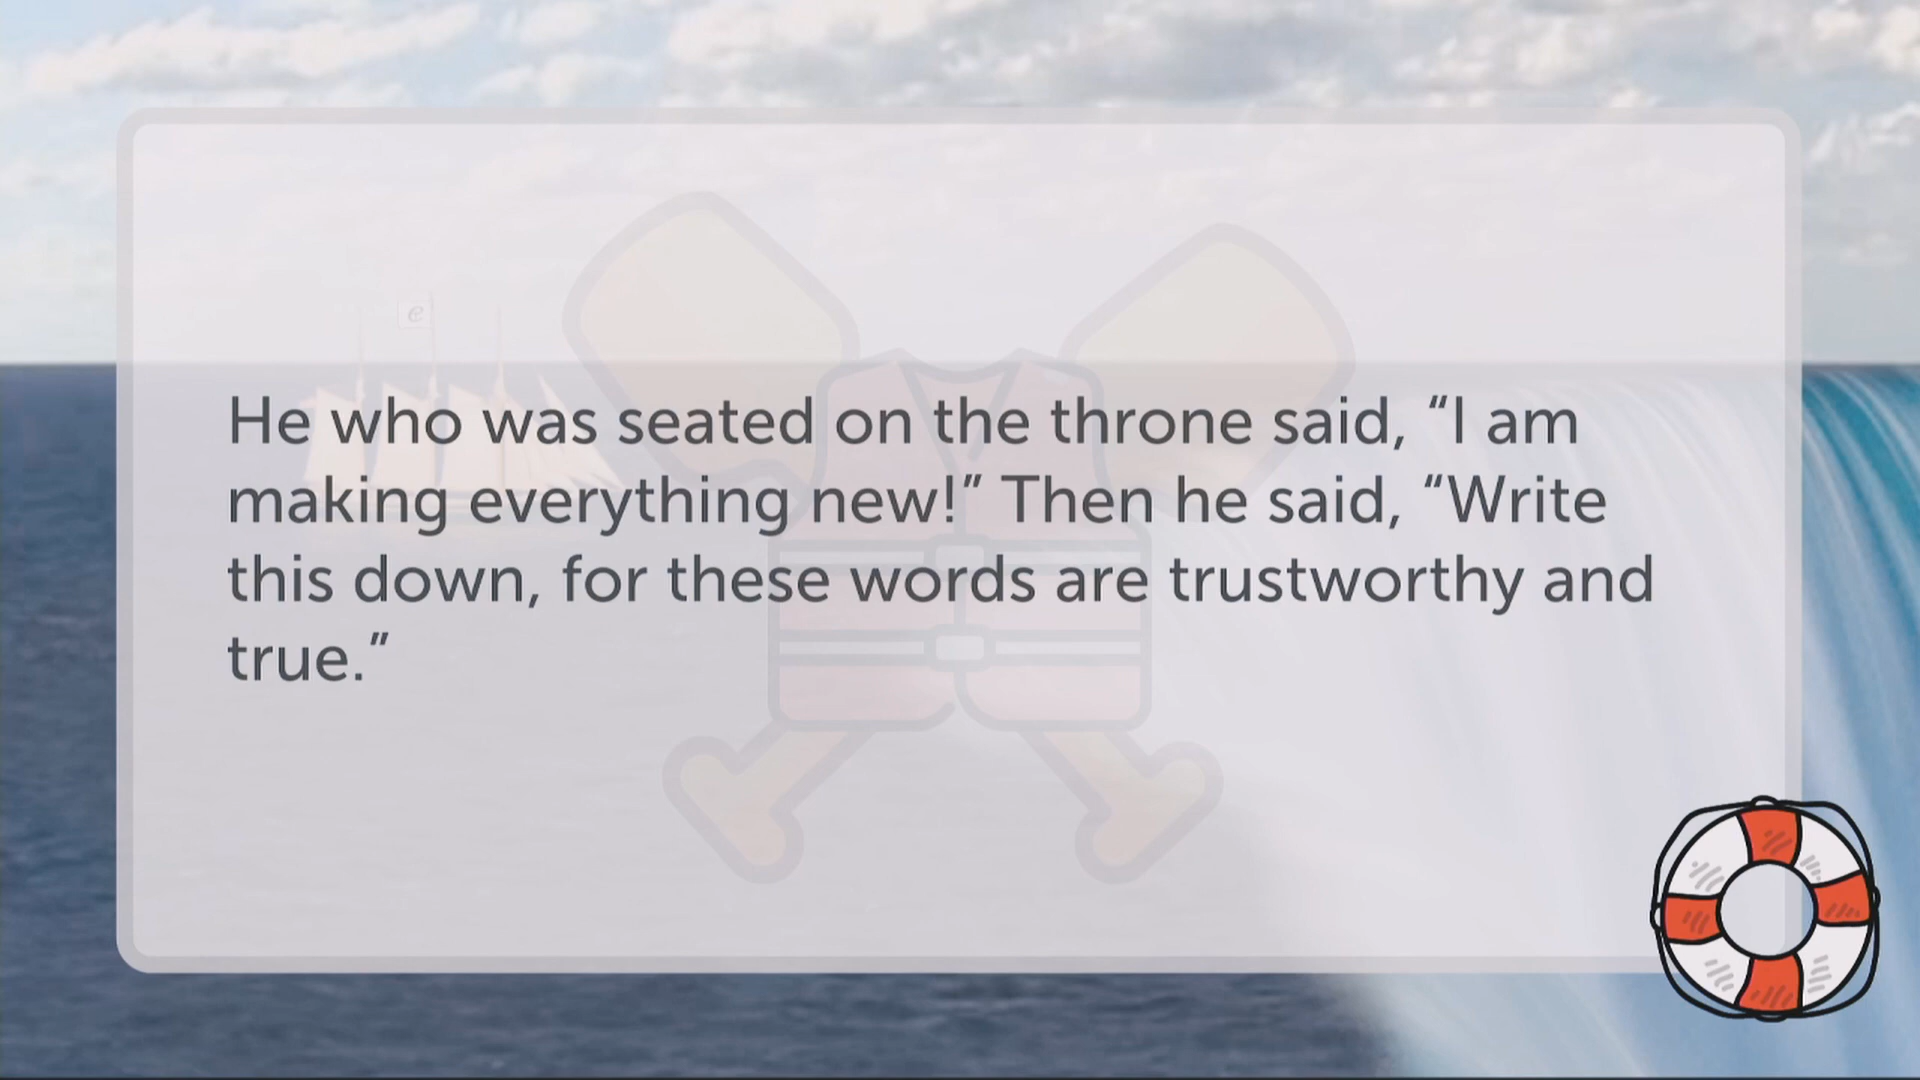 e
He who was seated on the throne said, “I am
making everything new!” Then he said, “Write
this down, for these words are trustworthy and
true.”